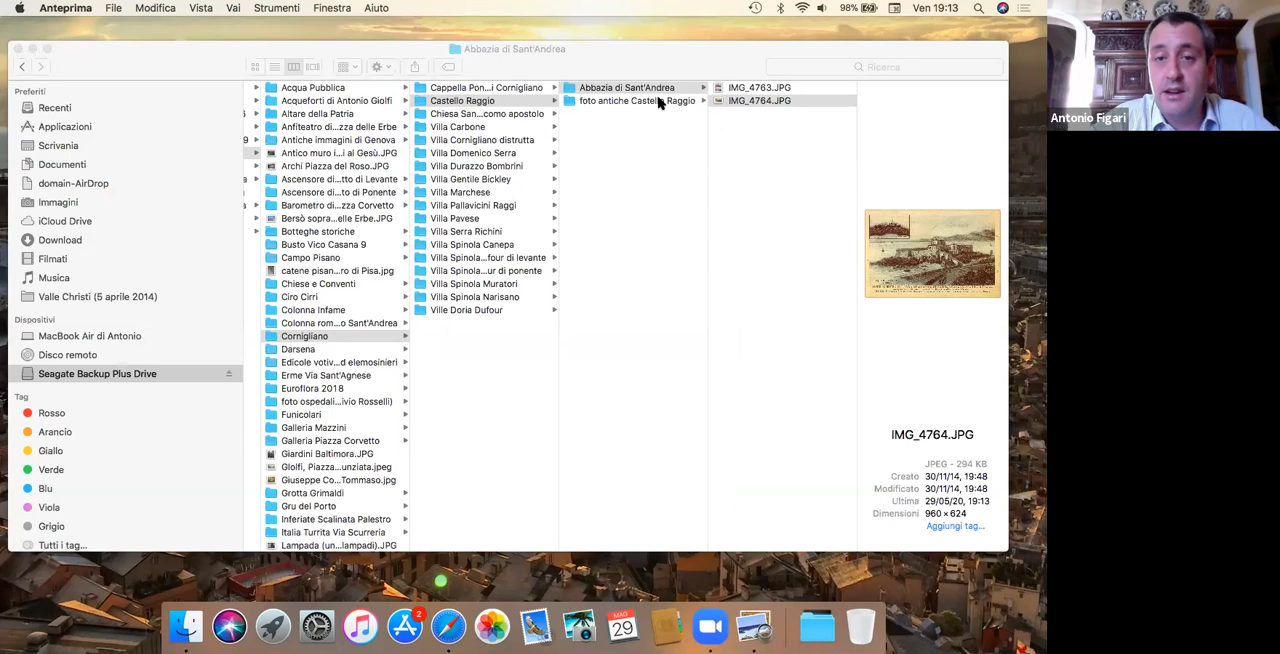 Anteprima File Modifica Vista Vai Strumenti Finestra Aiuto 98% Ven 19:13
Abbazia di Sant'Andrea
Ricerca
Preferiti
Recenti
Applicazioni
Scrivania
Documenti
domain-AirDrop
Immagini
iCloud Drive
Download
Filmati
Musica
Valle Christi (5 aprile 2014)
Dispositivi
MacBook Air di Antonio
Disco remoto
Seagate Backup Plus Drive
Tag
Rosso
Arancio
Giallo
Verde
Blu
Viola
Grigio
Tutti i tag...
Acqua Pubblica
Acqueforti di Antonio Giolfi
Altare della Patria
Anfiteatro di...zza delle Erbe
Antiche immagini di Genova
Antico muro i...i al Gesù.JPG
Archi Piazza del Roso.JPG
Ascensore di...to di Levante
Ascensore di...to di Ponente
Barometro di...zza Corvetto
Bersò sopra...elle Erbe.JPG
Botteghe storiche
Busto Vico Casana 9
Campo Pisano
catene pisan...ro di Pisa.jpg
Chiese e Conventi
Ciro Cirri
Colonna Infame
Colonna rom...o Sant'Andrea
Cornigliano
Darsena
Edicole votiv...d elemosinieri
Erme Via Sant'Agnese
Euroflora 2018
foto ospedali...ivio Rosselli)
Funicolari
Galleria Mazzini
Galleria Piazza Corvetto
Giardini Baltimora.JPG
GIolfi, Piazza...unziata.jpeg
Giuseppe Co...Tommaso.jpg
Grotta Grimaldi
Gru del Porto
Inferiate Scalinata Palestro
Italia Turrita Via Scurreria
Lampada (un...lampadi).JPG
Cappella Pon...i Cornigliano
Castello Raggio
Chiesa San...como apostolo
Villa Carbone
Villa Cornigliano distrutta
Villa Domenico Serra
Villa Durazzo Bombrini
Villa Gentile Bickley
Villa Marchese
Villa Pallavicini Raggi
Villa Pavese
Villa Serra Richini
Villa Spinola Canepa
Villa Spinola...four di levante
Villa Spinola...ur di ponente
Villa Spinola Muratori
Villa Spinola Narisano
Ville Doria Dufour
Abbazia di Sant'Andrea
foto antiche Castello Raggio
IMG_4763.JPG
IMG_4764.JPG
IMG_4764.JPG
JPEG - 294 KB
Creato 30/11/14, 19:48
Modificato 30/11/14, 19:48
Ultima 29/05/20, 19:13
Dimensioni 960 × 624
Aggiungi tag...
Antonio Figari
2
MAG
29